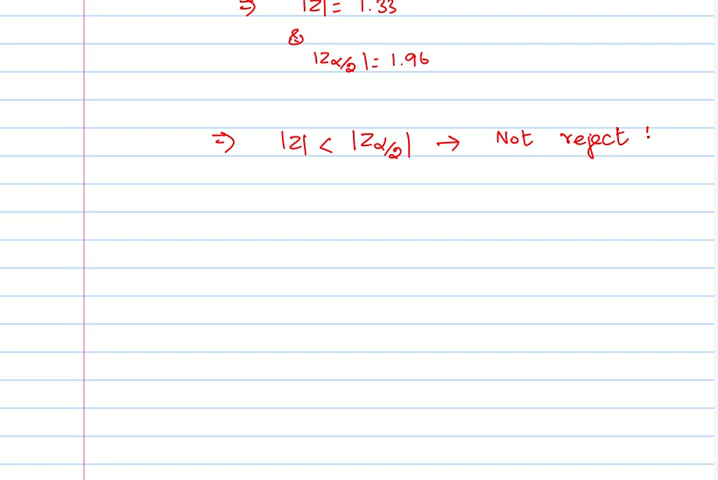 ⇒ |Z| = 1.33
&
|Zα/2| = 1.96
⇒ |Z| < |Zα/2| → Not reject !